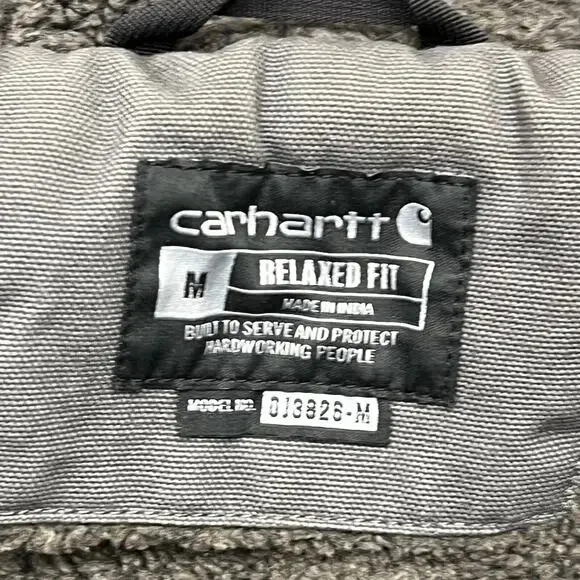 carhartt
M RELAXED FIT
MADE IN INDIA
BUILT TO SERVE AND PROTECT
HARDWORKING PEOPLE
MODEL NO. OJ3826-M